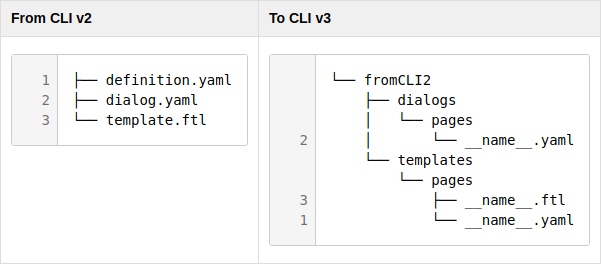 From CLI v2
To CLI v3
1 ├── definition.yaml
2 ├── dialog.yaml
3 └── template.ftl
└── fromCLI2
    ├── dialogs
    │   └── pages
2     │       └── __name__.yaml
    └── templates
        └── pages
3             ├── __name__.ftl
1             └── __name__.yaml